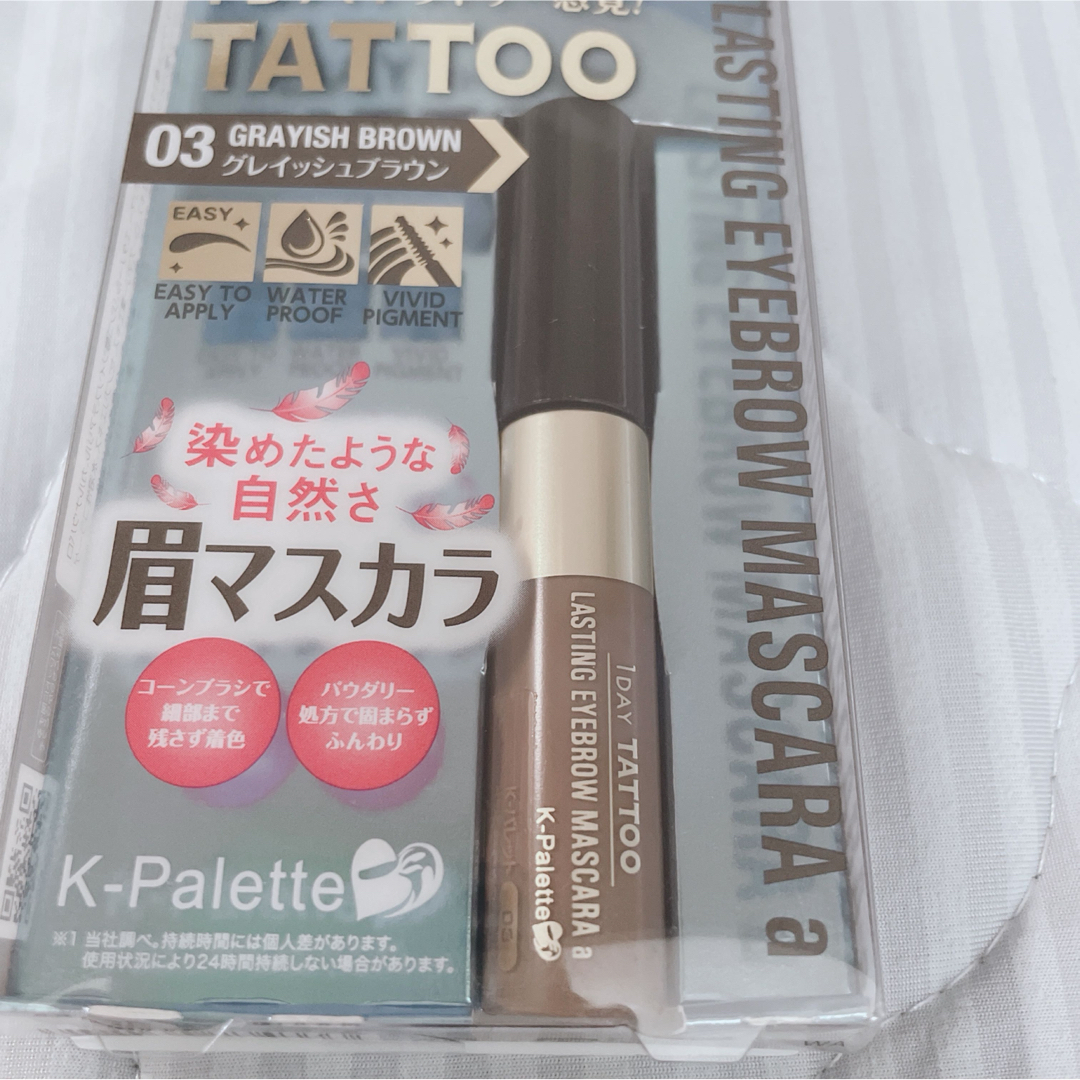 TATTOO
03 GRAYISH BROWN
グレイッシュブラウン
EASY
EASY TO APPLY
WATER PROOF
VIVID PIGMENT
染めたような
自然さ
眉マスカラ
コーンブラシで
細部まで
残さず着色
パウダリー
処方で固まらず
ふんわり
K-Palette
※1 当社調べ。持続時間には個人差があります。
使用状況により24時間持続しない場合があります。
1DAY TATTOO
LASTING EYEBROW MASCARA a
K-Palette
LASTING EYEBROW MASCARA a